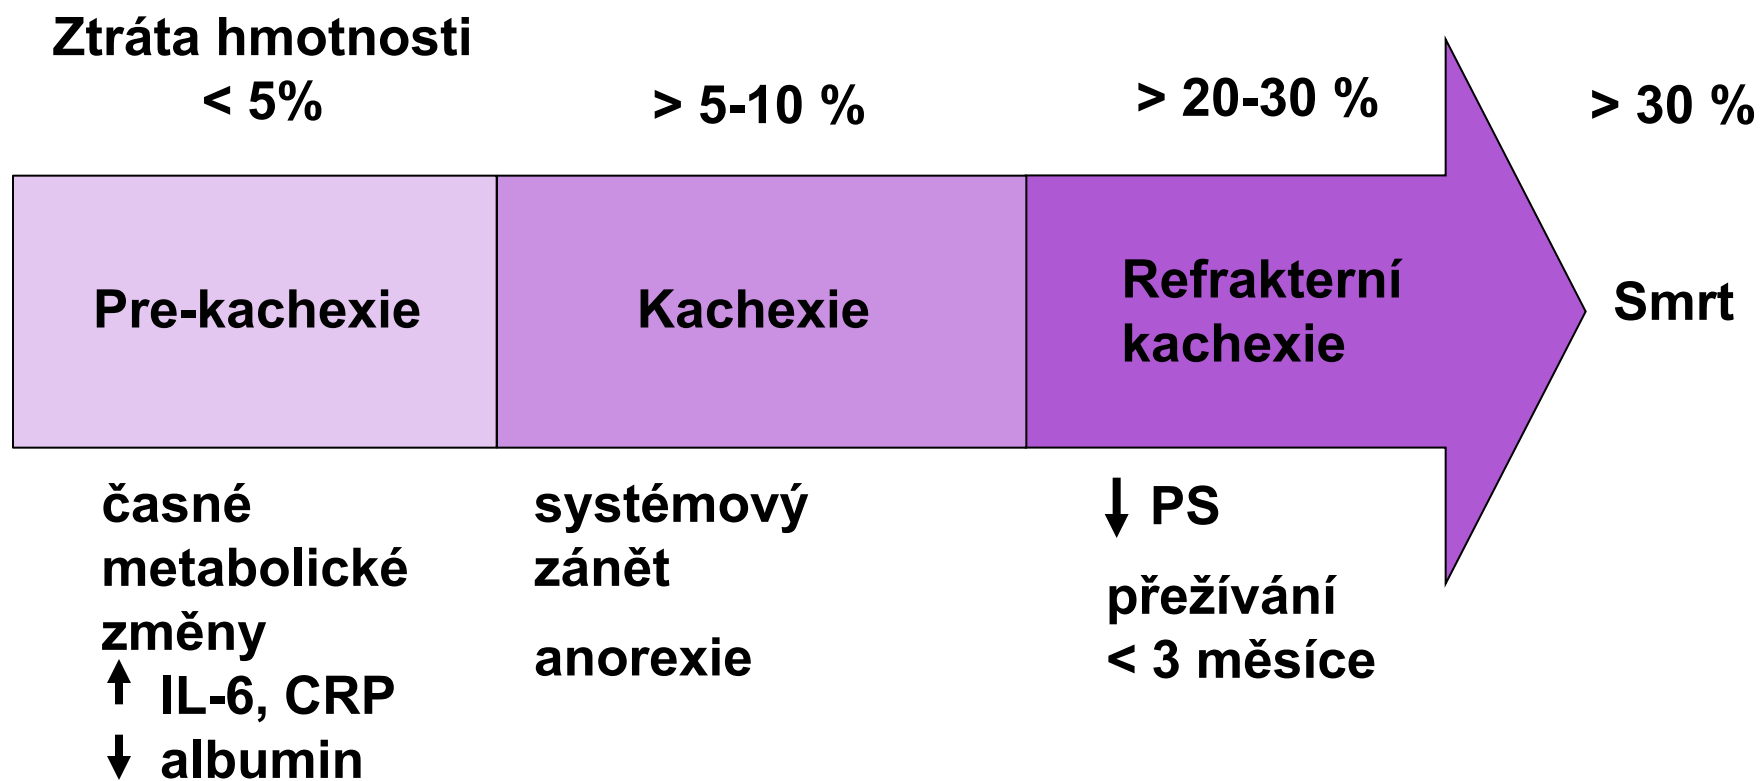 Ztráta hmotnosti
< 5%
> 5-10 %
> 20-30 %
> 30 %
Pre-kachexie
Kachexie
Refrakterní
kachexie
Smrt
časné
metabolické
změny
↑ IL-6, CRP
↓ albumin
systémový
zánět
anorexie
↓ PS
přežívání
< 3 měsíce